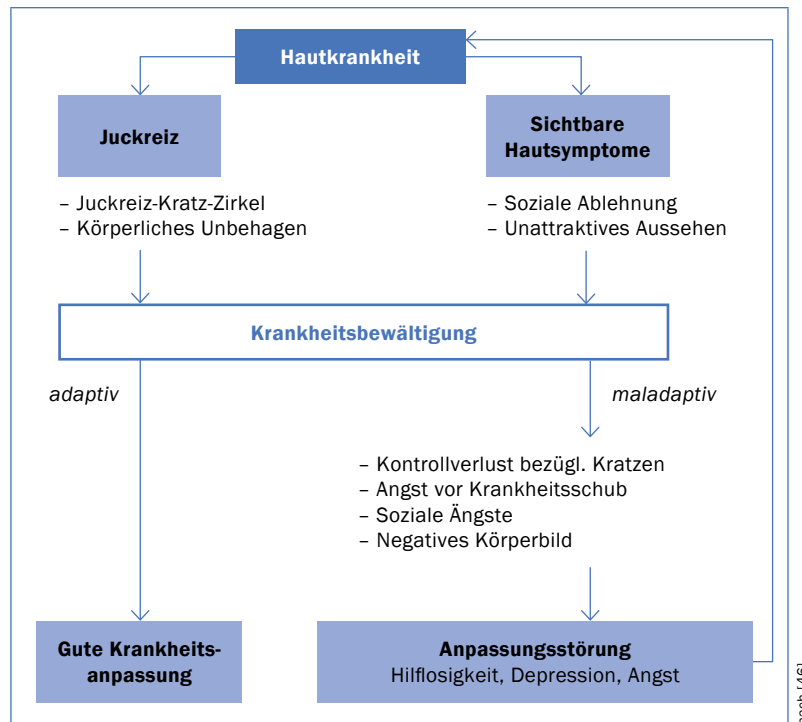 Hautkrankheit
Juckreiz
Sichtbare
Hautsymptome
– Juckreiz-Kratz-Zirkel
– Körperliches Unbehagen
– Soziale Ablehnung
– Unattraktives Aussehen
Krankheitsbewältigung
adaptiv
maladaptiv
– Kontrollverlust bezügl. Kratzen
– Angst vor Krankheitsschub
– Soziale Ängste
– Negatives Körperbild
Gute Krankheits-
anpassung
Anpassungsstörung
Hilflosigkeit, Depression, Angst
[46]